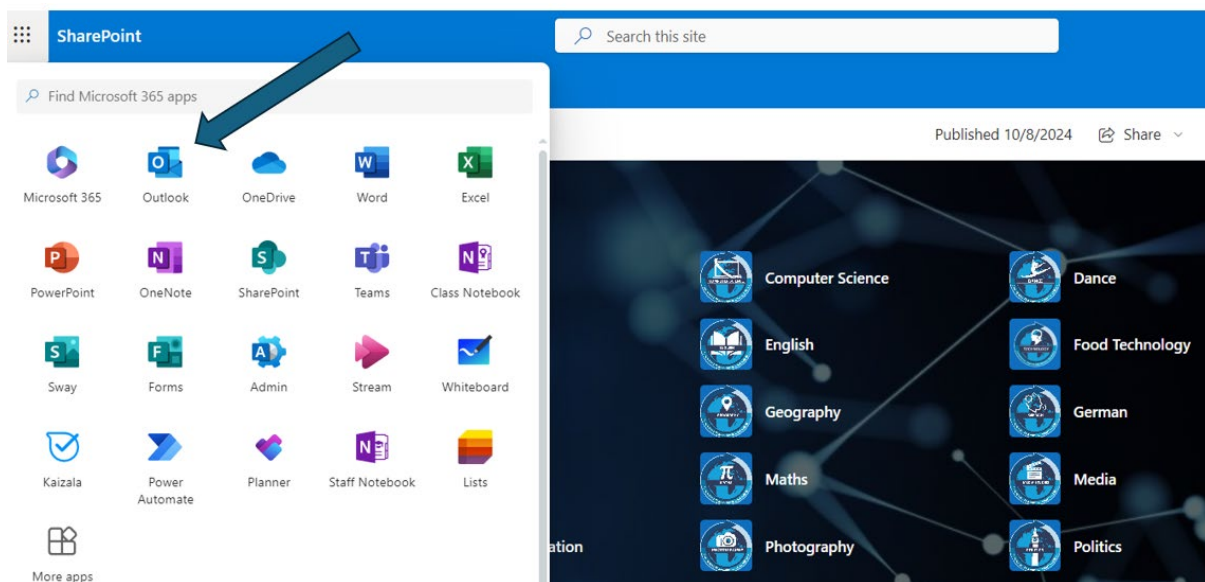 SharePoint
Search this site
Find Microsoft 365 apps
Published 10/8/2024
Share
Microsoft 365
Outlook
OneDrive
Word
Excel
PowerPoint
OneNote
SharePoint
Teams
Class Notebook
Sway
Forms
Admin
Stream
Whiteboard
Kaizala
Power
Automate
Planner
Staff Notebook
Lists
More apps
Computer Science
Dance
English
Food Technology
Geography
German
Maths
Media
ation
Photography
Politics